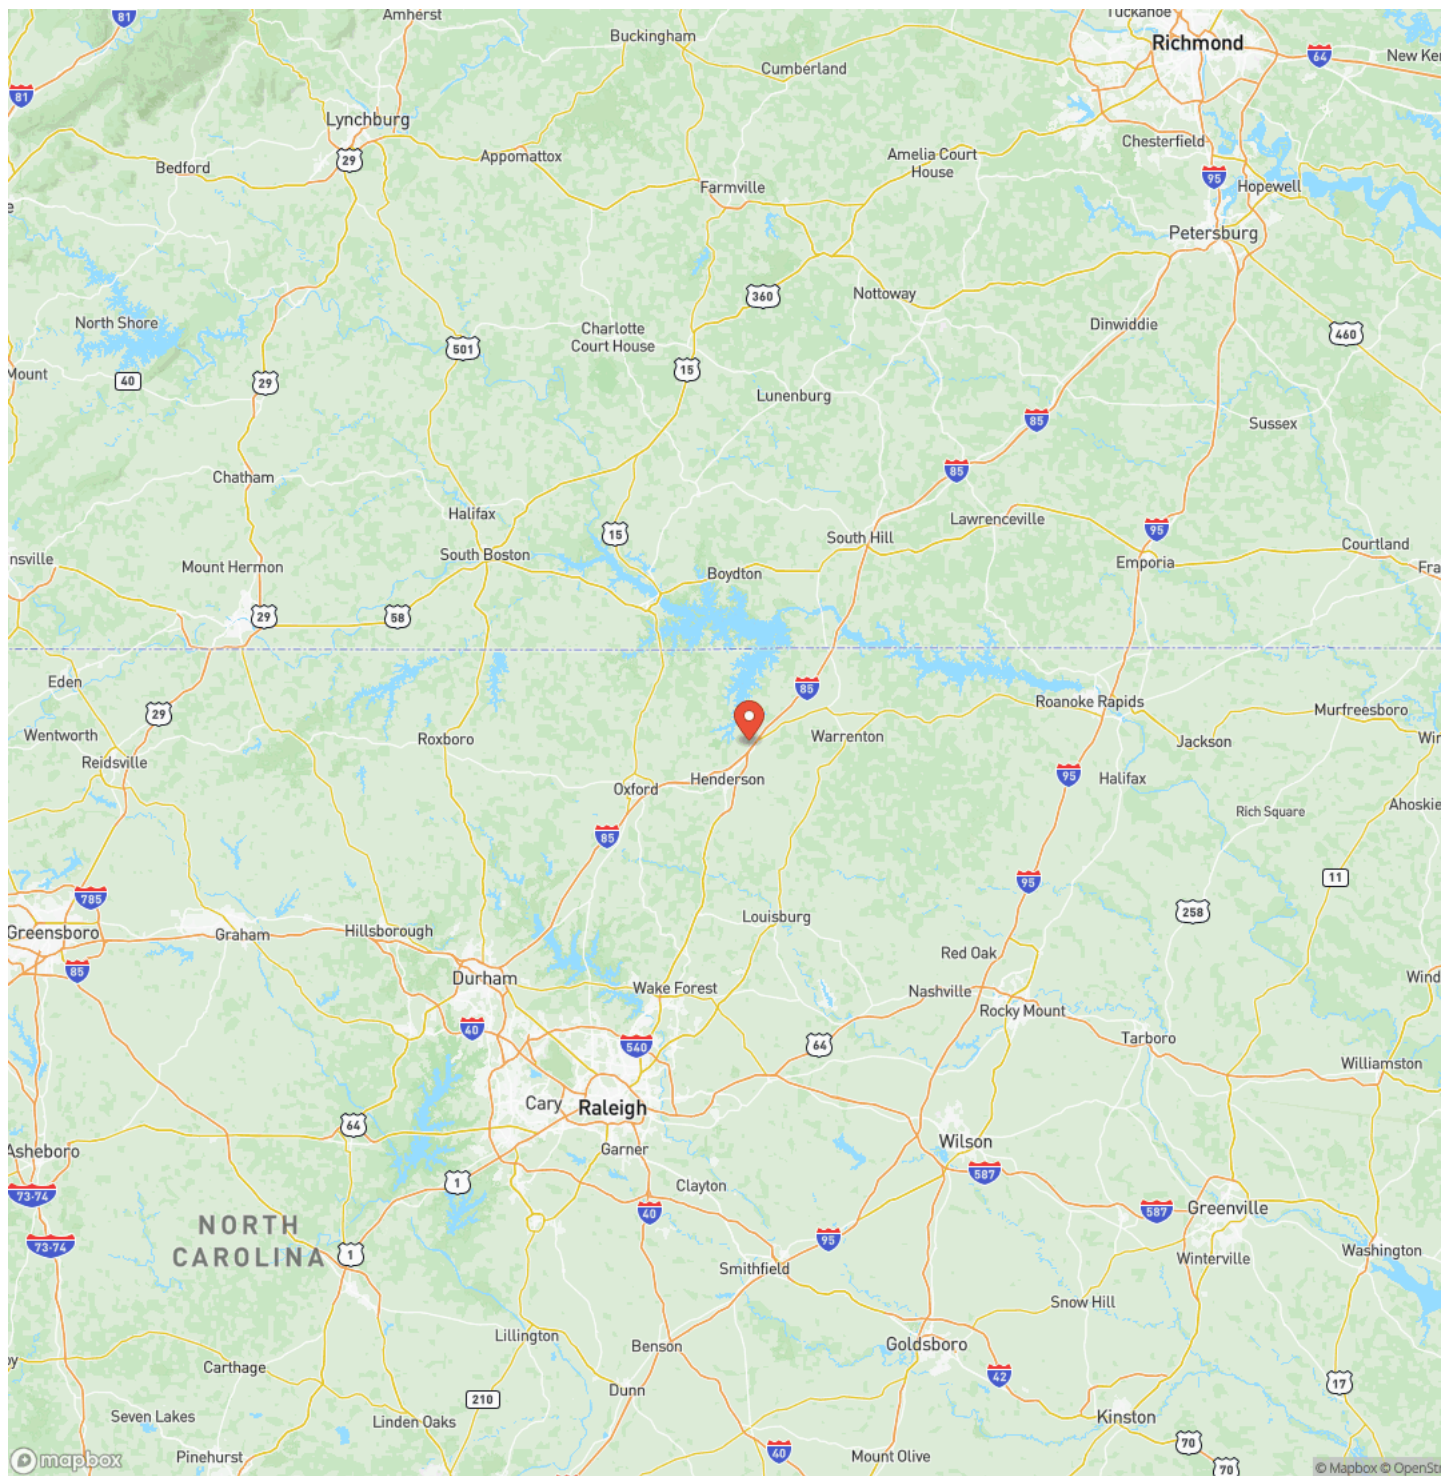 81
Amherst
Tuckahoe
Buckingham
Richmond
64
New Ke
Cumberland
81
Lynchburg
29
Chesterfield
Appomattox
Amelia Court
House
Bedford
95
Hopewell
Farmville
e
Petersburg
360
Nottoway
North Shore
Charlotte
Court House
Dinwiddie
460
501
15
Mount
40
29
Lunenburg
85
Sussex
85
Chatham
Halifax
Lawrenceville
95
15
South Hill
Courtland
nsville
South Boston
Emporia
Mount Hermon
Boydton
Fra
29
58
Eden
85
Roanoke Rapids
29
Murfreesboro
Wentworth
Roxboro
Warrenton
Jackson
Wir
Reidsville
95
Henderson
Halifax
Oxford
Ahoskie
Rich Square
85
11
95
785
258
Louisburg
Greensboro
Graham
Hillsborough
Red Oak
85
Durham
Wind
Wake Forest
Nashville
Rocky Mount
40
540
64
Tarboro
Williamston
Cary
Raleigh
64
Wilson
Asheboro
Garner
587
1
Clayton
73-74
40
587
Greenville
NORTH
CAROLINA
95
73-74
1
Winterville
Washington
Smithfield
Snow Hill
Lillington
Benson
Goldsboro
Carthage
42
17
Dunn
210
Seven Lakes
Linden Oaks
Kinston
70
40
Pinehurst
Mount Olive
mapbox
70
© Mapbox © OpenStr